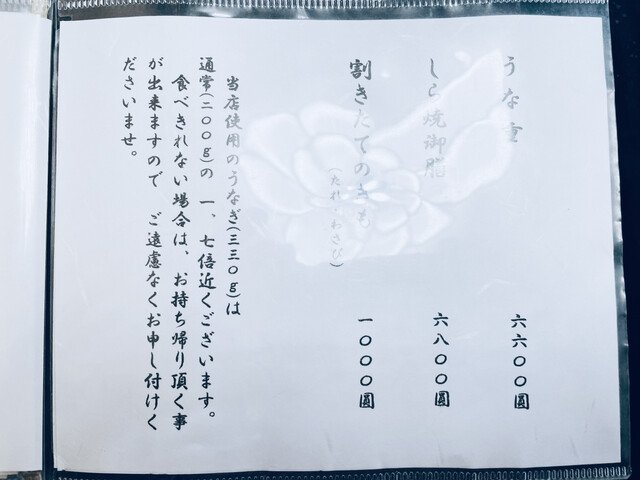 うな重 六六〇〇圓
しら焼御膳 六八〇〇圓
割きたてのきも 一〇〇〇圓
(たれ・わさび)
当店使用のうなぎ(三三〇g)は
通常(二〇〇g)の 一、七倍近くございます。
食べきれない場合は、お持ち帰り頂く事
が出来ますので ご遠慮なくお申し付けく
ださいませ。